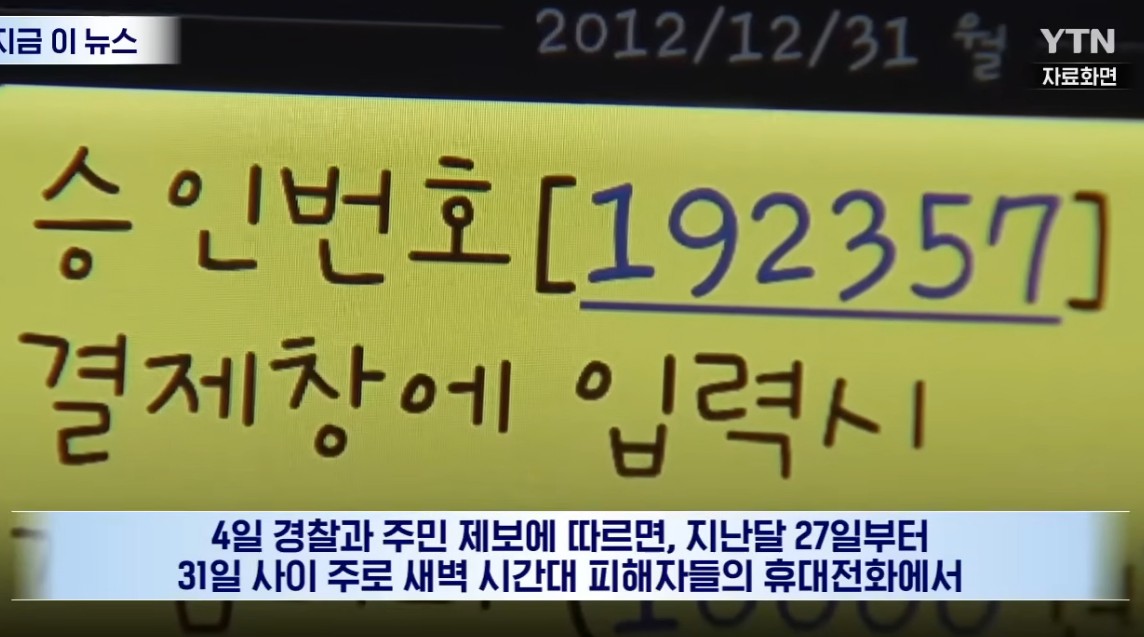 지금 이 뉴스
2012/12/31 월
YTN
자료화면
승인번호[192357]
결제창에 입력시
4일 경찰과 주민 제보에 따르면, 지난달 27일부터
31일 사이 주로 새벽 시간대 피해자들의 휴대전화에서